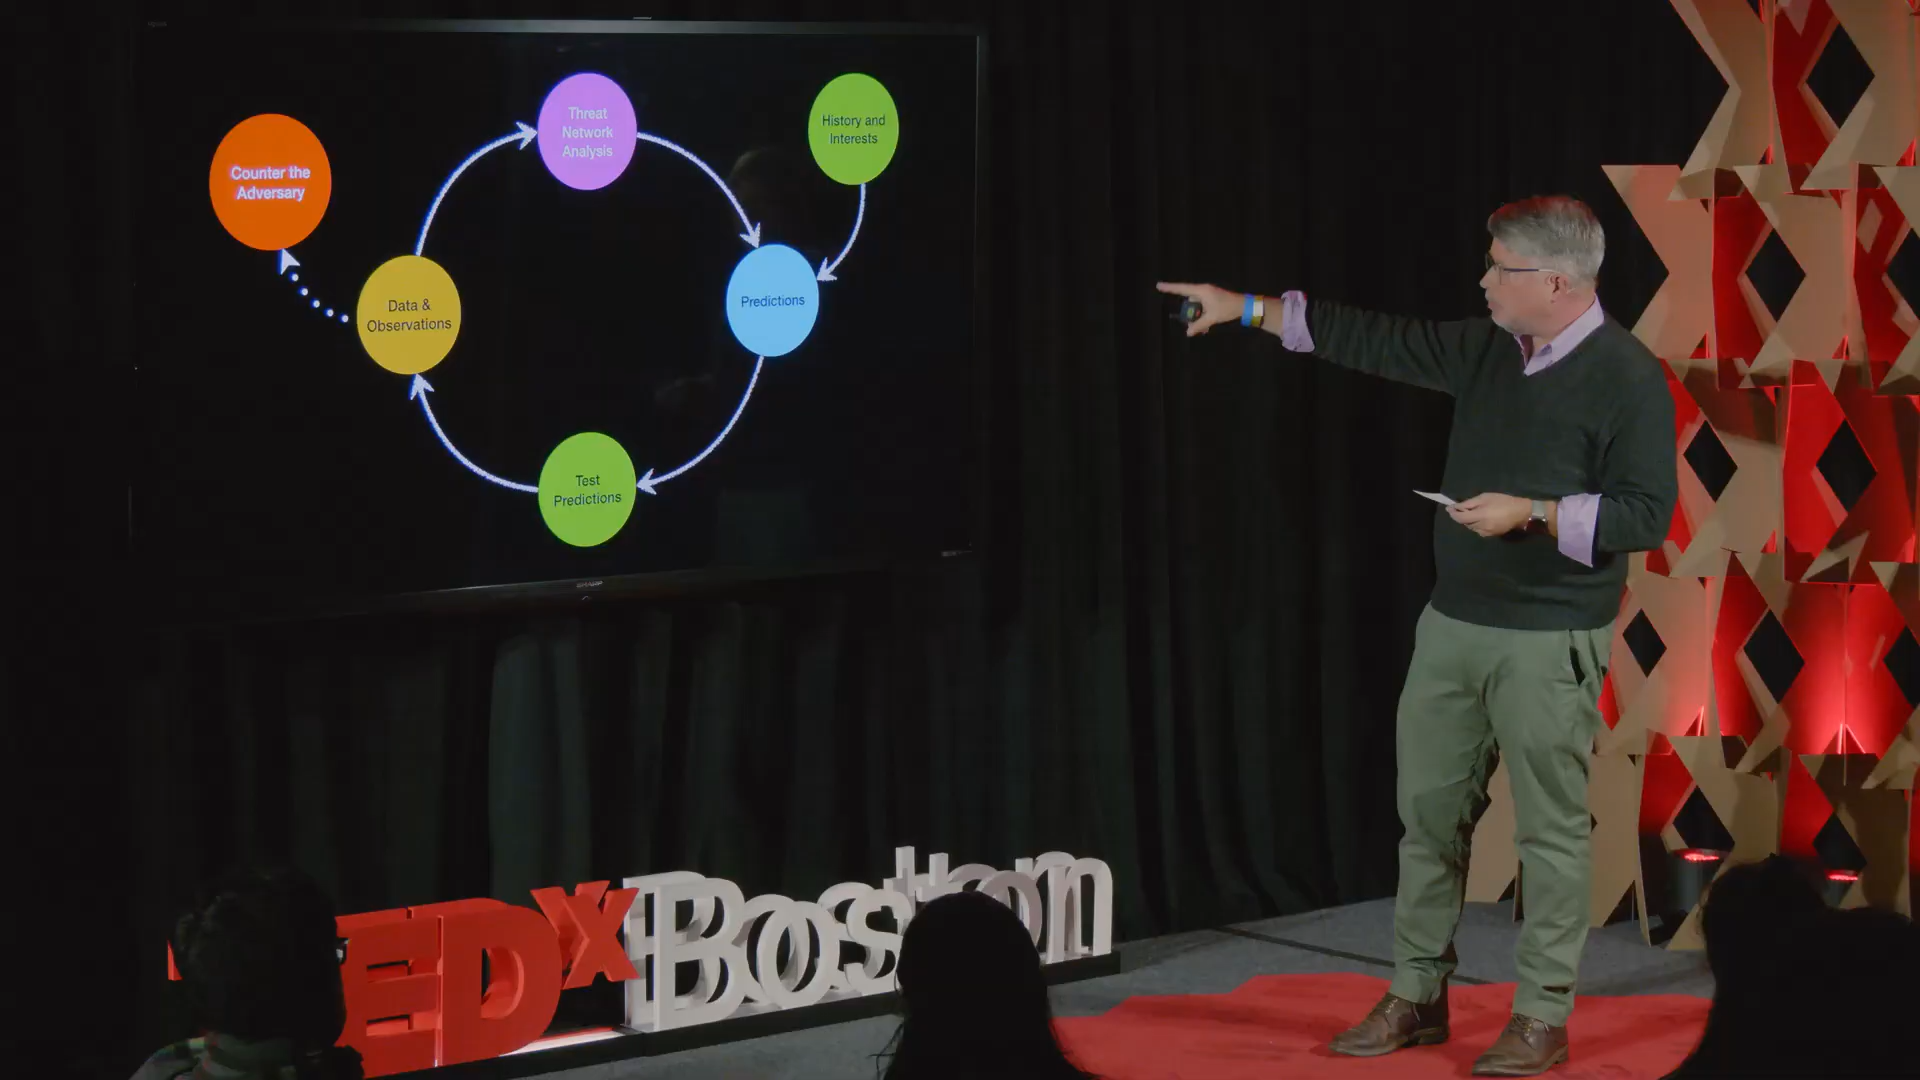 Threat
Network
Analysis
History and
Interests
Counter the
Adversary
Data &
Observations
Predictions
Test
Predictions
TEDxBoston